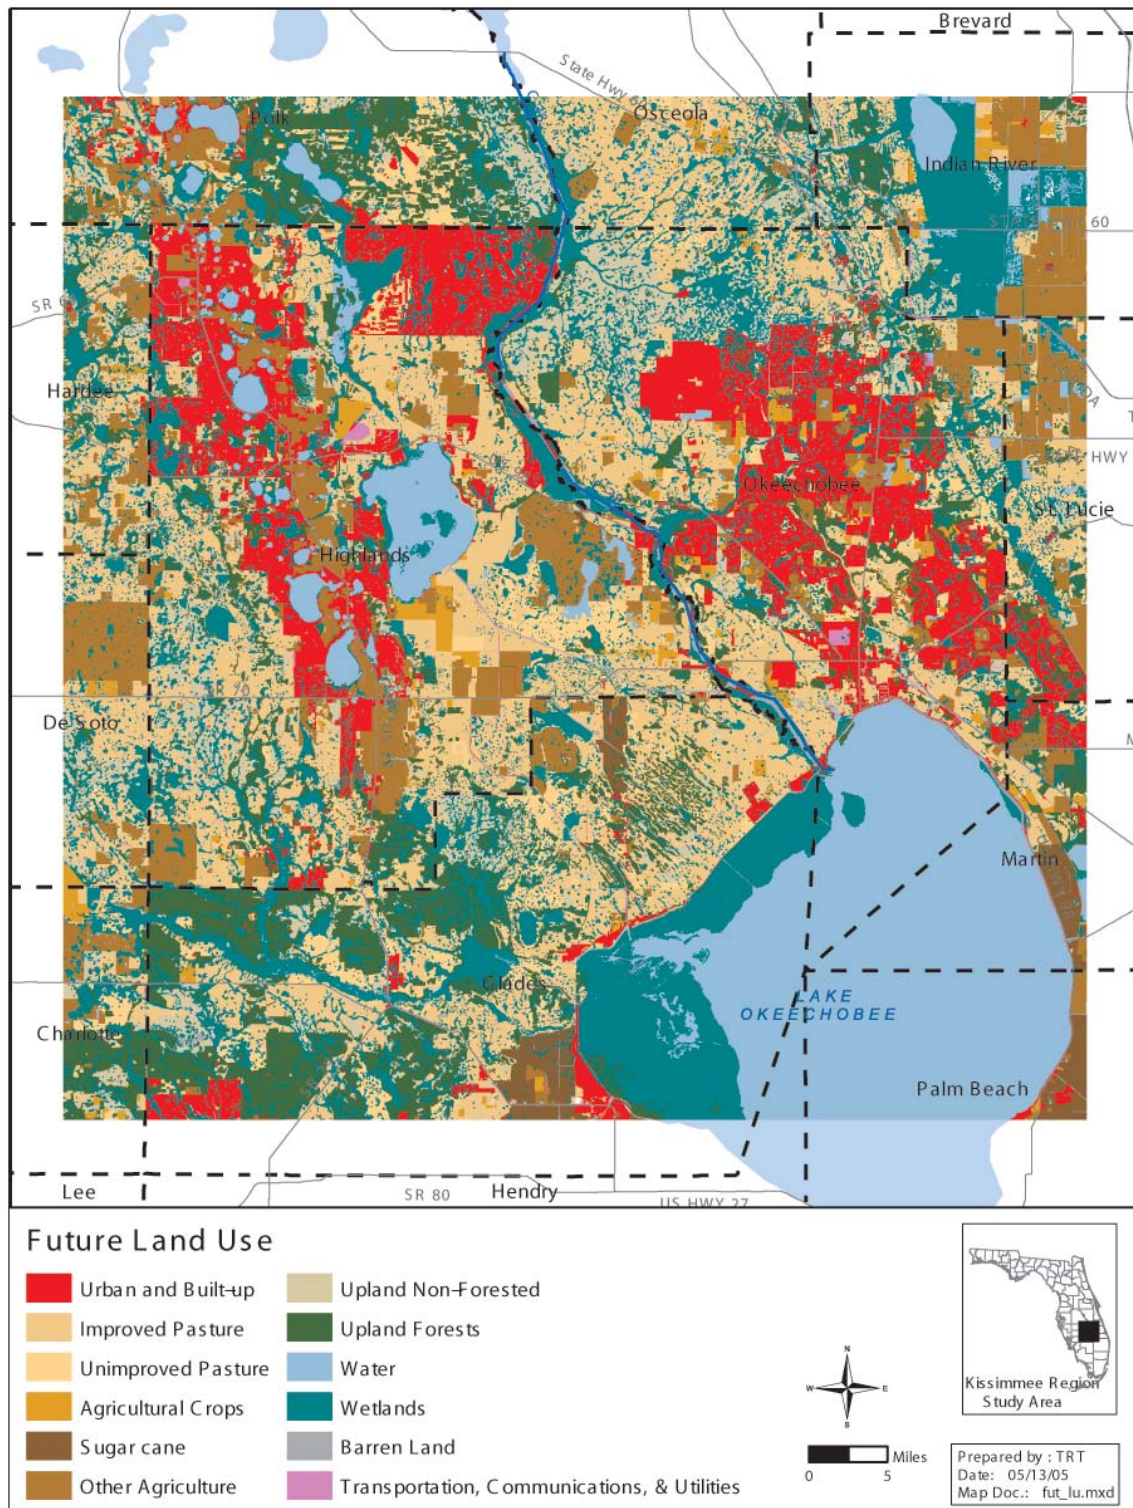 Brevard
State Hwy 6
Osceola
Polk
Indian River
60
SR 6
Hardee
HWY
Okeechobee
St. Lucie
Highlands
SR 70
De Soto
M
Martin
Glades
LAKE
OKEECHOBEE
Charlotte
Palm Beach
Lee
SR 80
Hendry
US HWY 27
Future Land Use
Urban and Built-up
Improved Pasture
Unimproved Pasture
Agricultural Crops
Sugar cane
Other Agriculture
Upland Non-Forested
Upland Forests
Water
Wetlands
Barren Land
Transportation, Communications, & Utilities
N
W E
S
0 5 Miles
Kissimmee Region
Study Area
Prepared by : TRT
Date: 05/13/05
Map Doc.: fut_lu.mxd